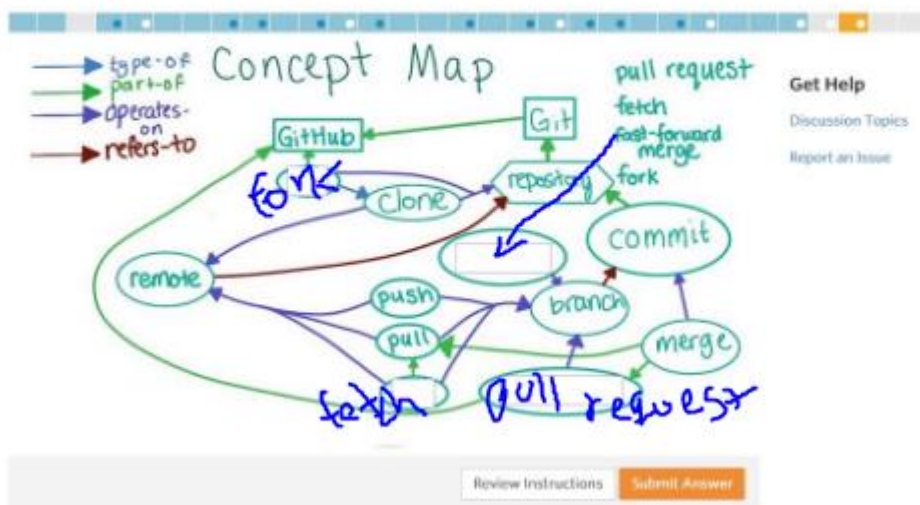 type-of
part-of
operates-
on
refers-to
Concept Map
pull request
fetch
fast-forward
merge
fork
GitHub
Git
fork
clone
repository
commit
remote
push
branch
pull
merge
fetch
pull request
Get Help
Discussion Topics
Report an Issue
Review Instructions
Submit Answer